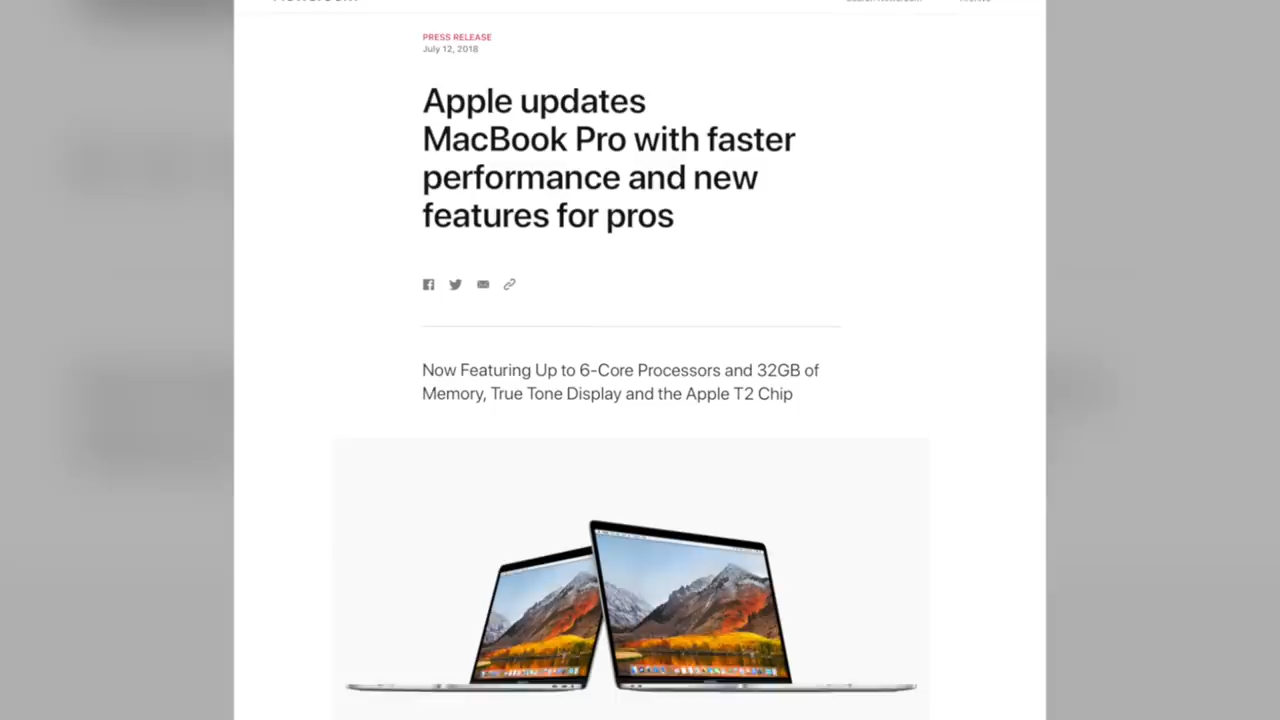 PRESS RELEASE
July 12, 2018
Apple updates
MacBook Pro with faster
performance and new
features for pros
Now Featuring Up to 6-Core Processors and 32GB of
Memory, True Tone Display and the Apple T2 Chip